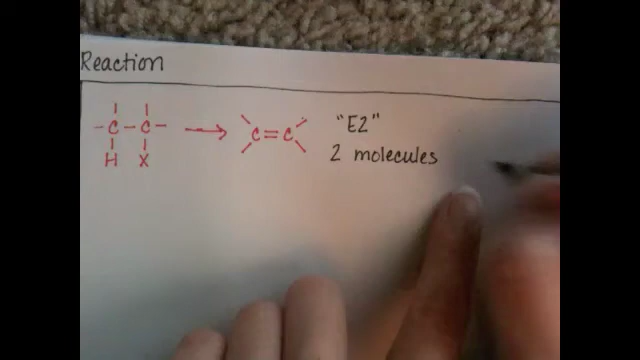 Reaction
- C - C - → C = C "E2"
H X 2 molecules